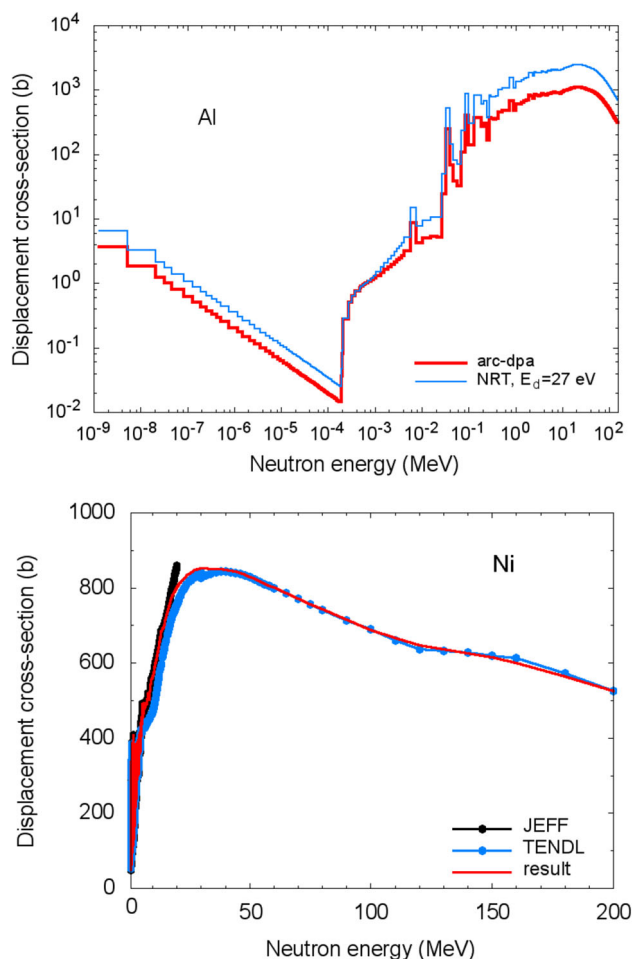 10^4
10^3
10^2
10^1
10^0
10^-1
10^-2
Displacement cross-section (b)
Al
arc-dpa
NRT, E_d=27 eV
10^-9 10^-8 10^-7 10^-6 10^-5 10^-4 10^-3 10^-2 10^-1 10^0 10^1 10^2
Neutron energy (MeV)
1000
800
600
400
200
0
Displacement cross-section (b)
Ni
JEFF
TENDL
result
0 50 100 150 200
Neutron energy (MeV)